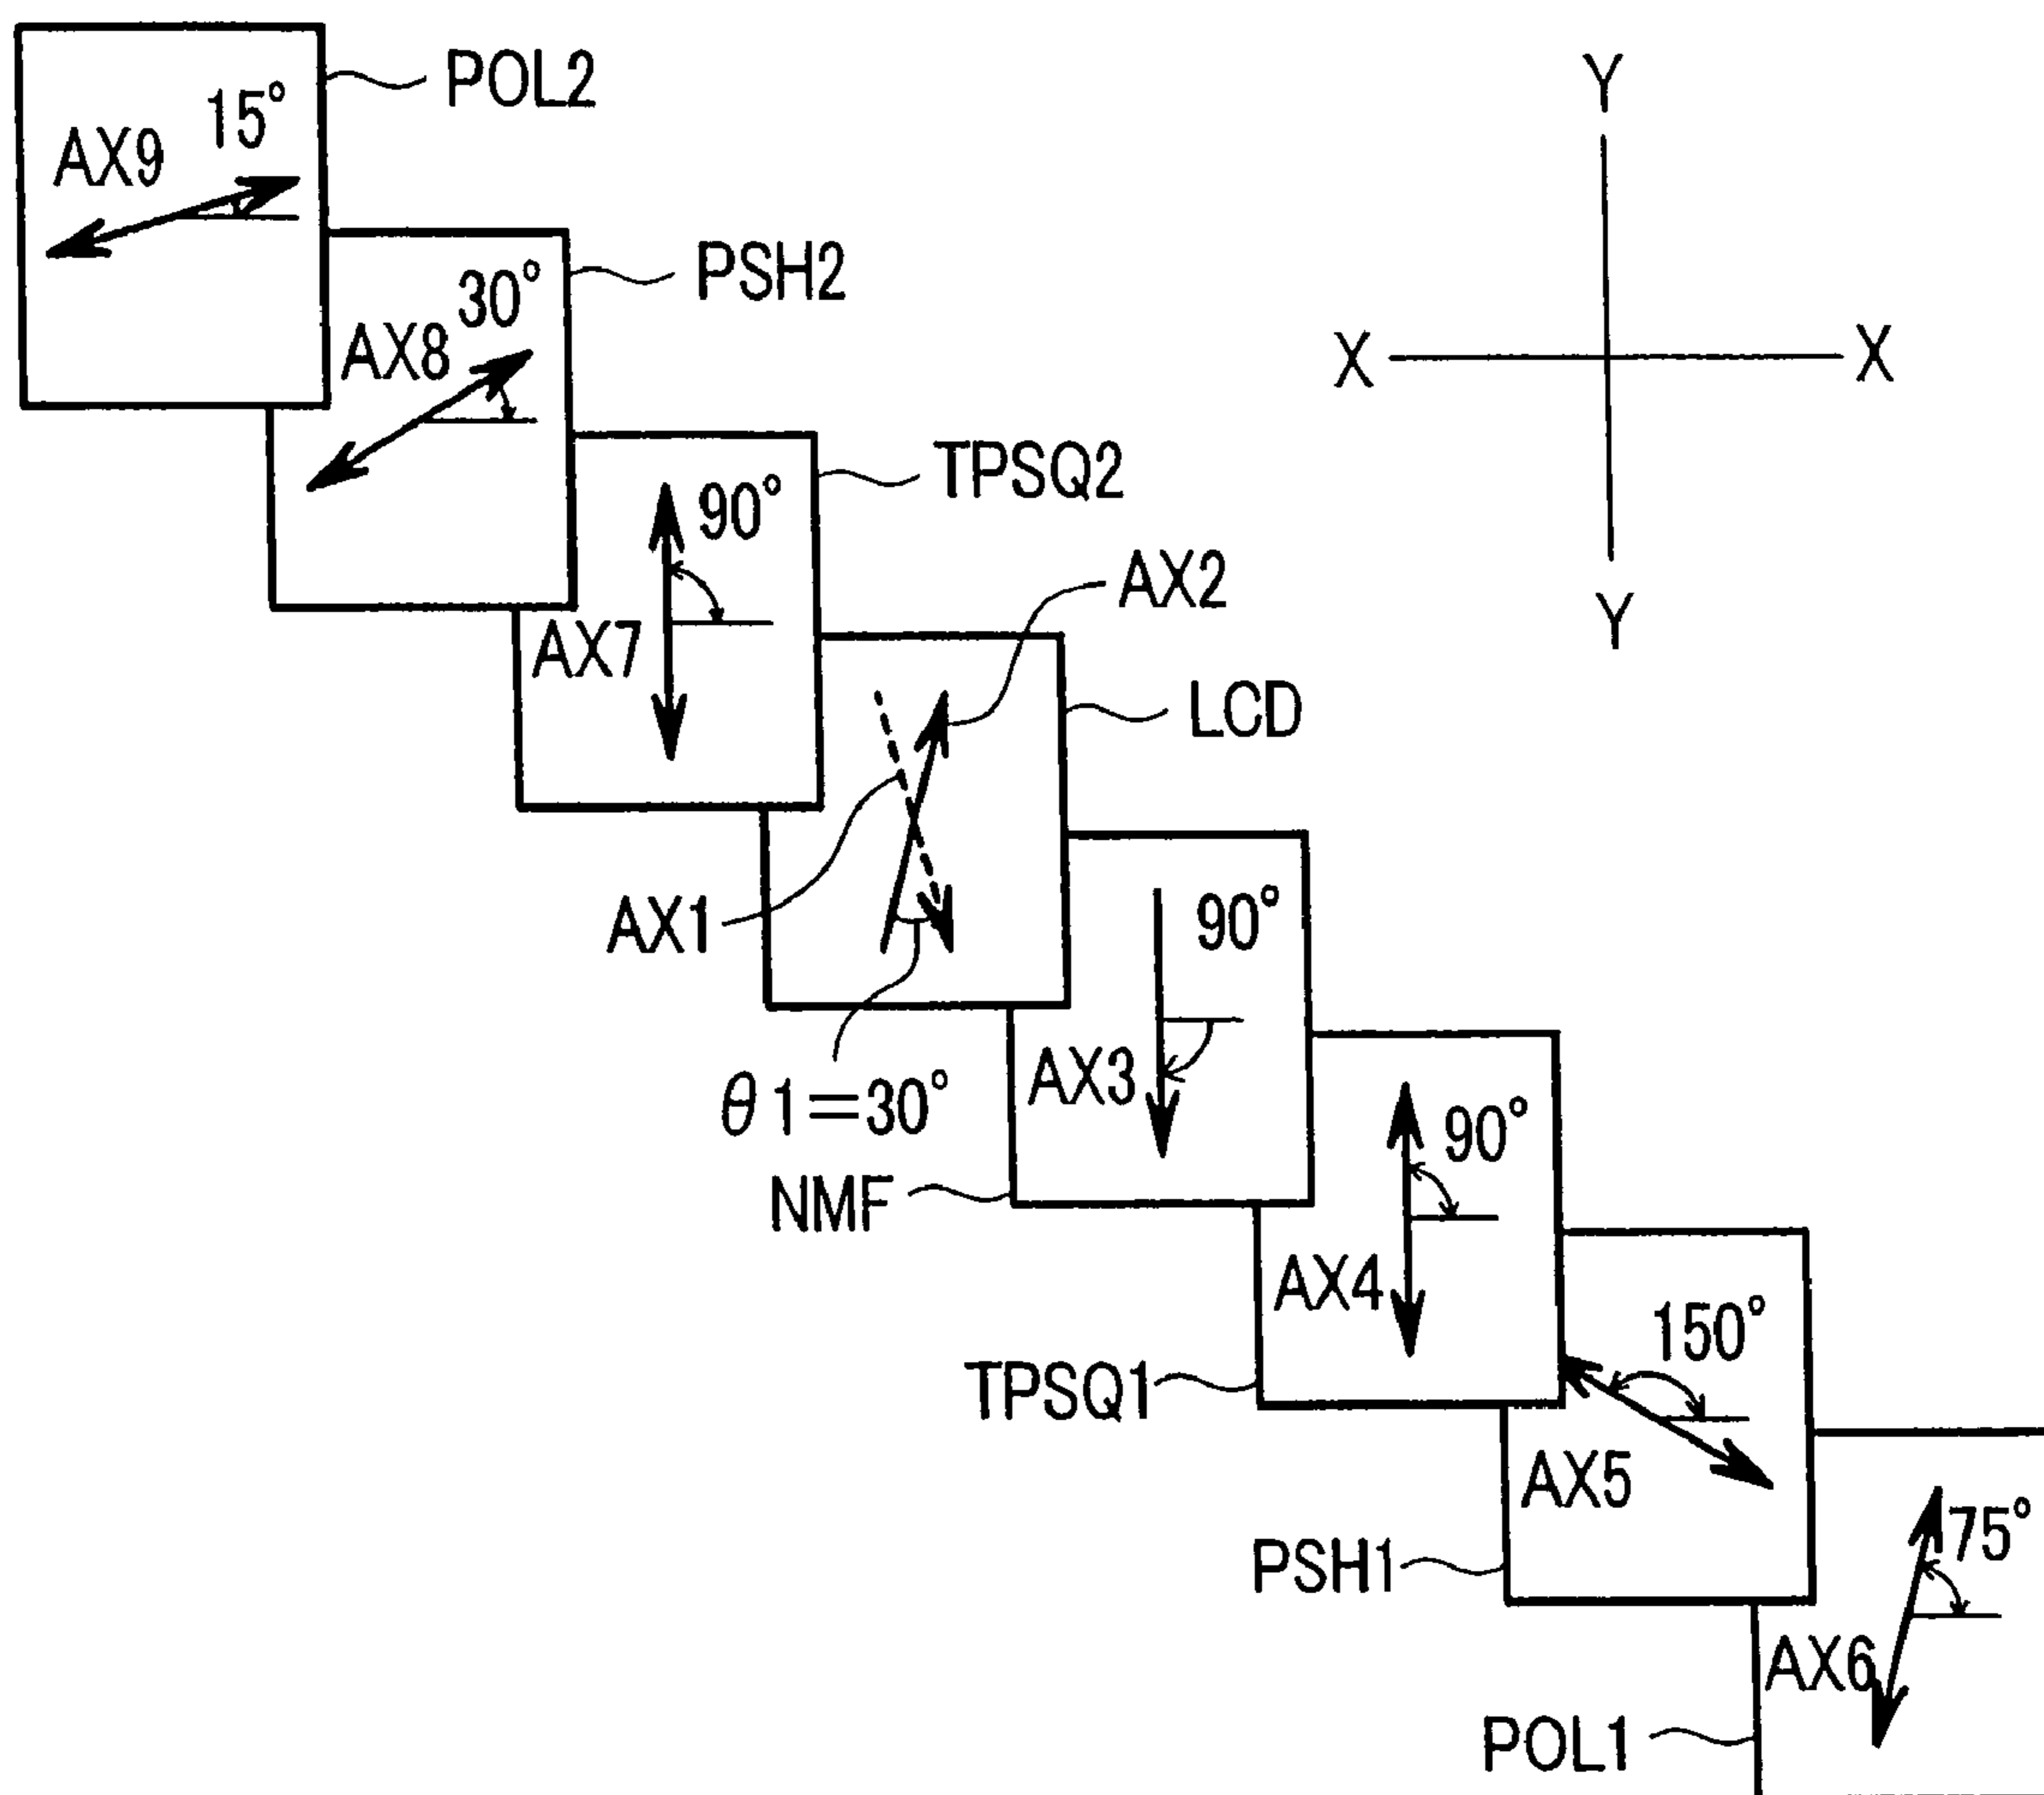 POL2
15°
AX9
Y
PSH2
30°
AX8
X
X
TPSQ2
90°
AX7
AX2
Y
LCD
AX1
90°
AX3
θ1=30°
NMF
90°
AX4
TPSQ1
150°
AX5
PSH1
75°
AX6
POL1